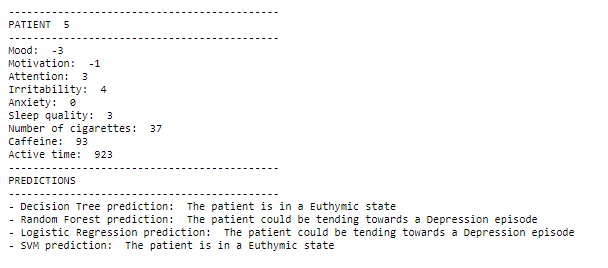 -------------------------------------------
PATIENT  5
-------------------------------------------
Mood:  -3
Motivation:  -1
Attention:  3
Irritability:  4
Anxiety:  0
Sleep quality:  3
Number of cigarettes:  37
Caffeine:  93
Active time:  923
-------------------------------------------
PREDICTIONS
-------------------------------------------
- Decision Tree prediction:  The patient is in a Euthymic state
- Random Forest prediction:  The patient could be tending towards a Depression episode
- Logistic Regression prediction:  The patient could be tending towards a Depression episode
- SVM prediction:  The patient is in a Euthymic state